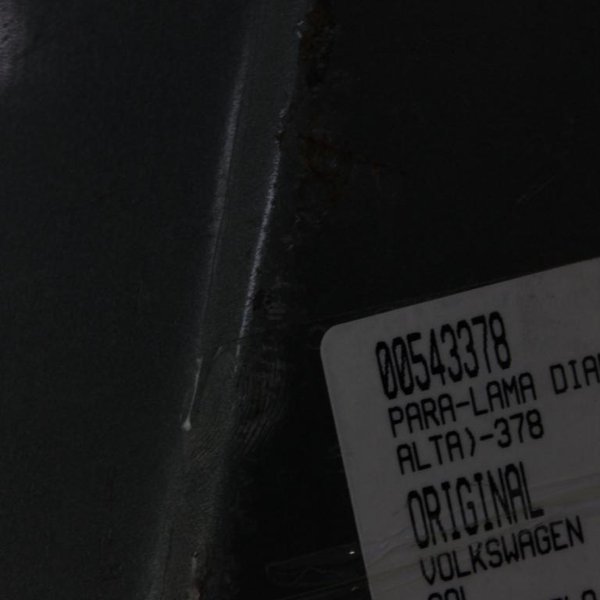 00543378
PARA-LAMA DIA
ALTA)-378
ORIGINAL
VOLKSWAGEN